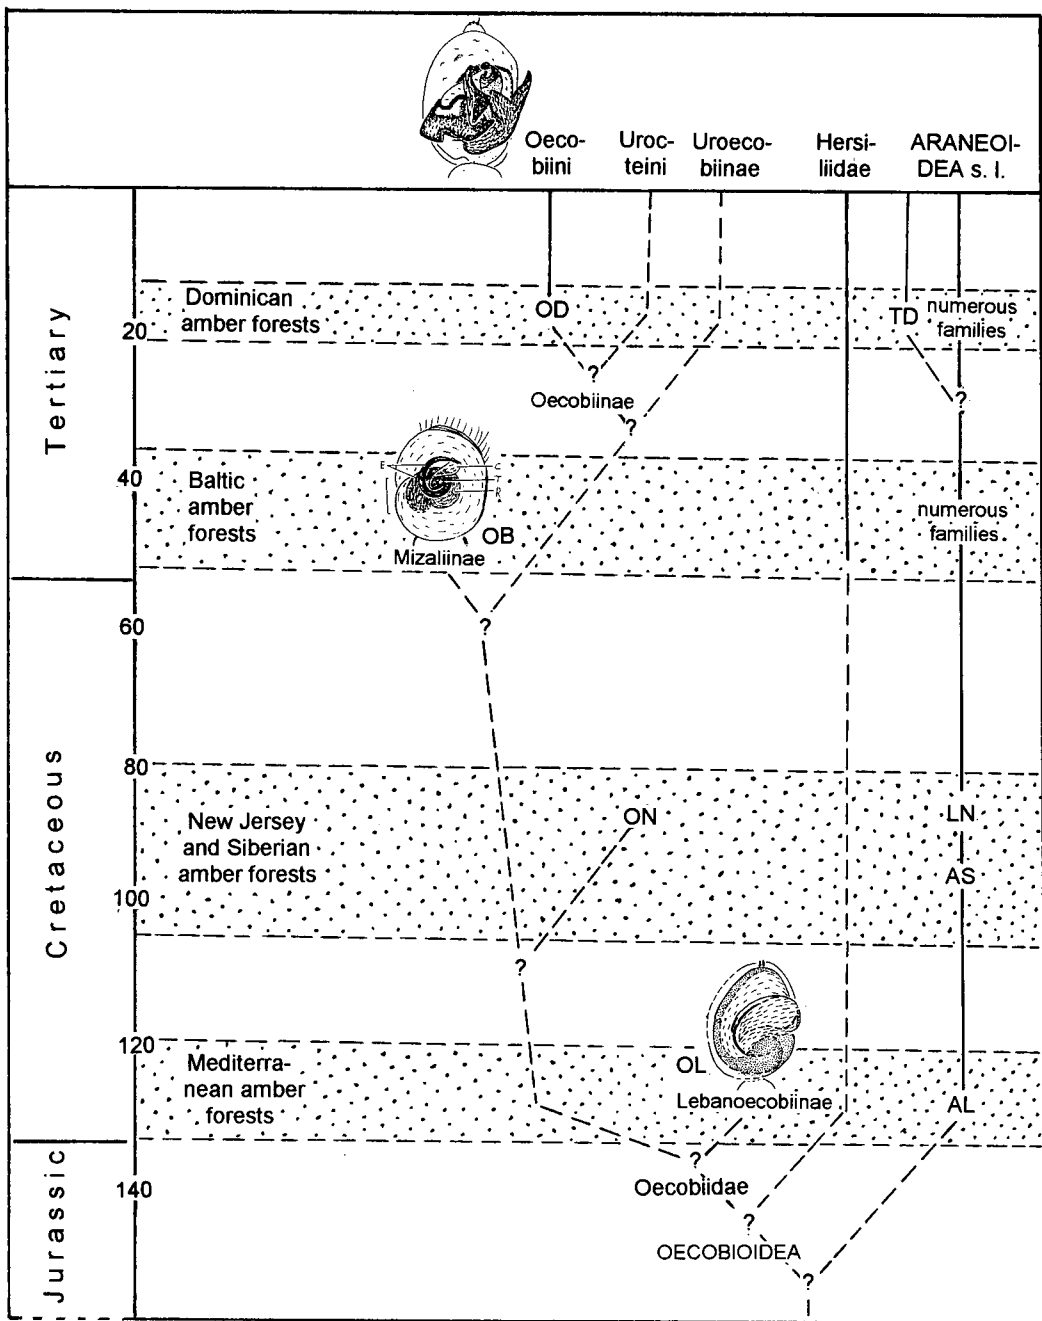 Oeco-
biini
Uroc-
teini
Uroeco-
biinae
Hersi-
liidae
ARANEOI-
DEA s. l.
Tertiary
Dominican
amber forests
OD
TD
numerous
families
20
?
?
Oecobiinae
?
40
Baltic
amber
forests
E
C
T
R
OB
Mizaliinae
numerous
families
60
?
Cretaceous
80
New Jersey
and Siberian
amber forests
ON
LN
AS
100
?
120
Mediterra-
nean amber
forests
OL
Lebanoecobiinae
AL
Jurassic
140
?
Oecobiidae
?
OECOBIOIDEA
?